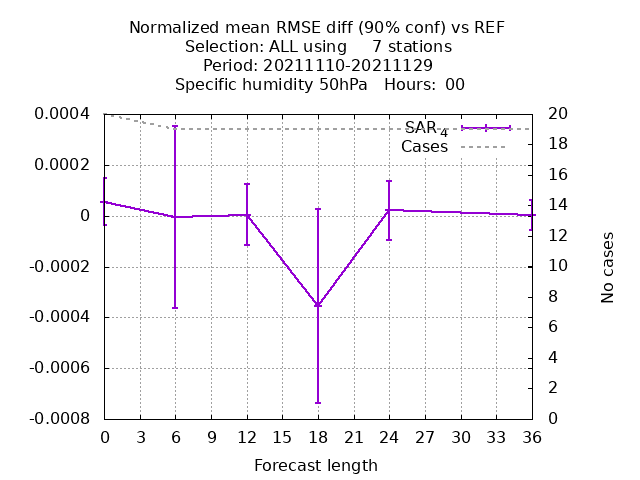 Normalized mean RMSE diff (90% conf) vs REF
Selection: ALL using 7 stations
Period: 20211110-20211129
Specific humidity 50hPa Hours: 00
SAR_4
Cases
0.0004
0.0002
0
-0.0002
-0.0004
-0.0006
-0.0008
20
18
16
14
12
10
8
6
4
2
0
No cases
0 3 6 9 12 15 18 21 24 27 30 33 36
Forecast length